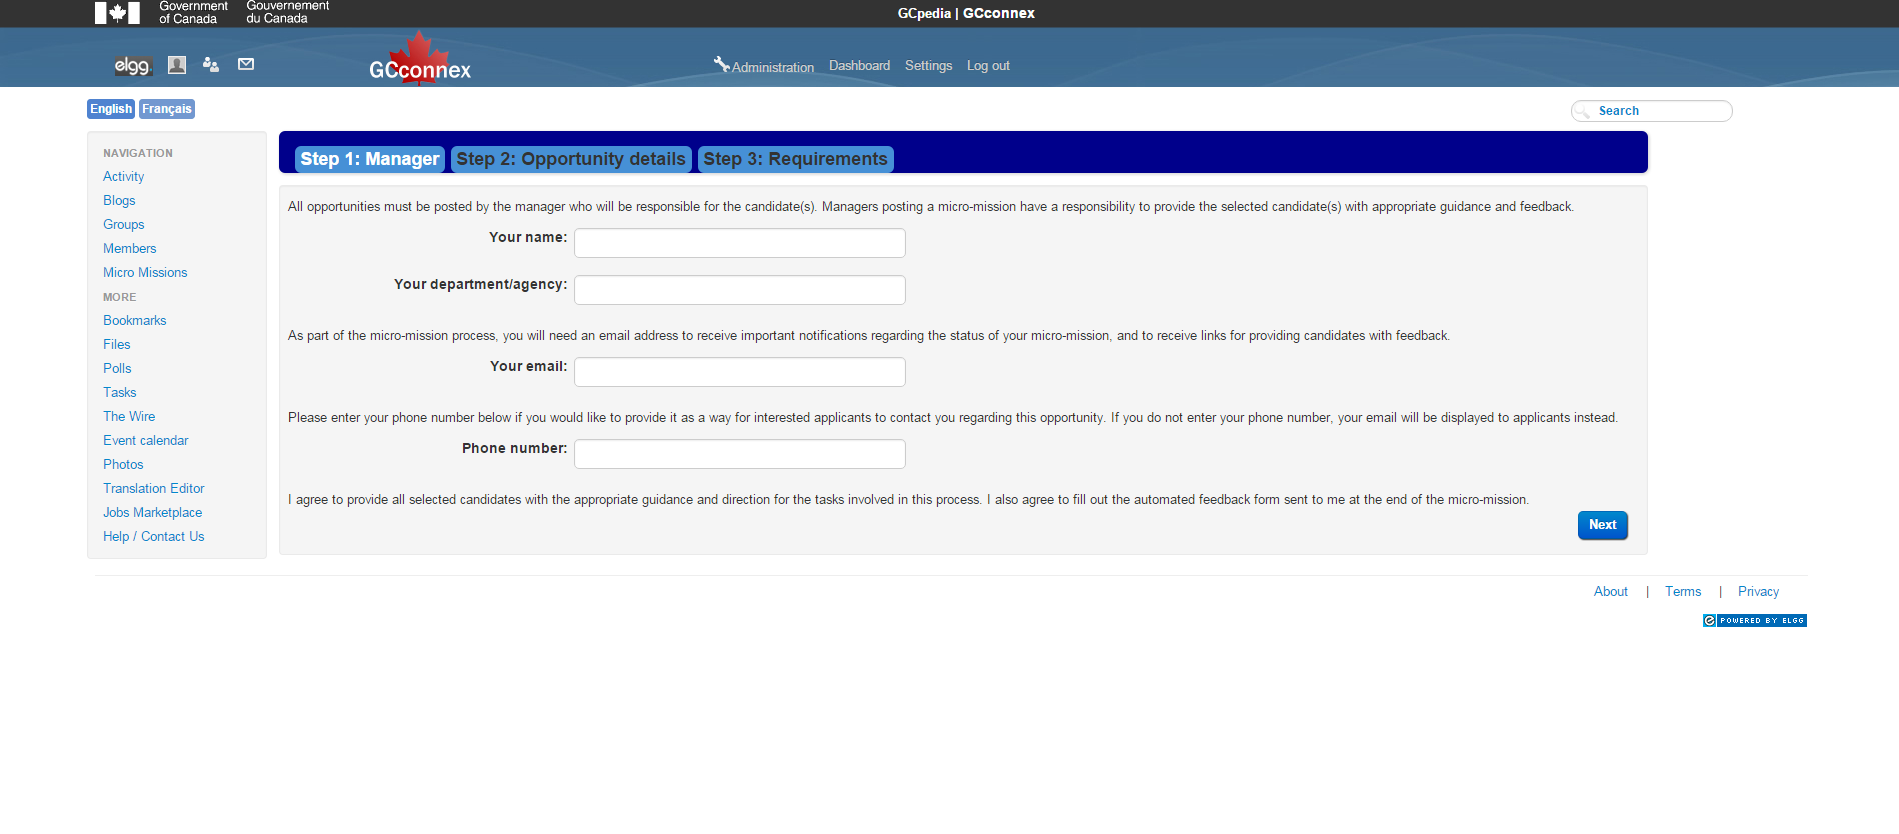 Government of Canada
Gouvernement du Canada
GCpedia | GCconnex
elgg.
GCconnex
Administration Dashboard Settings Log out
English Français
Search
NAVIGATION
Activity
Blogs
Groups
Members
Micro Missions
MORE
Bookmarks
Files
Polls
Tasks
The Wire
Event calendar
Photos
Translation Editor
Jobs Marketplace
Help / Contact Us
Step 1: Manager Step 2: Opportunity details Step 3: Requirements
All opportunities must be posted by the manager who will be responsible for the candidate(s). Managers posting a micro-mission have a responsibility to provide the selected candidate(s) with appropriate guidance and feedback.
Your name:
Your department/agency:
As part of the micro-mission process, you will need an email address to receive important notifications regarding the status of your micro-mission, and to receive links for providing candidates with feedback.
Your email:
Please enter your phone number below if you would like to provide it as a way for interested applicants to contact you regarding this opportunity. If you do not enter your phone number, your email will be displayed to applicants instead.
Phone number:
I agree to provide all selected candidates with the appropriate guidance and direction for the tasks involved in this process. I also agree to fill out the automated feedback form sent to me at the end of the micro-mission.
Next
About | Terms | Privacy
POWERED BY ELGG